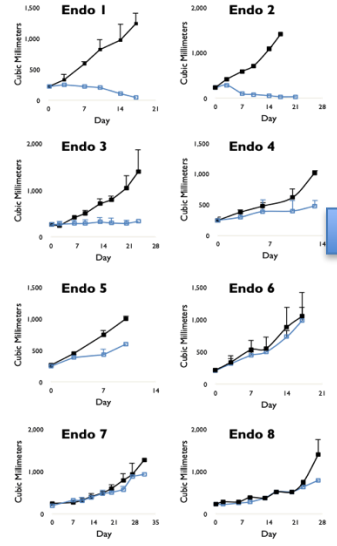 Endo 1
Cubic Millimeters
1,500
1,000
500
0
0 7 14 21
Day
Endo 2
Cubic Millimeters
2,000
1,000
0
0 7 14 21 28
Day
Endo 3
Cubic Millimeters
2,000
1,000
0
0 7 14 21 28
Day
Endo 4
Cubic Millimeters
1,500
1,000
500
0
0 7 14
Day
Endo 5
Cubic Millimeters
1,500
1,000
500
0
0 7 14
Day
Endo 6
Cubic Millimeters
1,500
1,000
500
0
0 7 14 21
Day
Endo 7
Cubic Millimeters
2,000
1,000
0
0 7 14 21 28 35
Day
Endo 8
Cubic Millimeters
2,000
1,000
0
0 7 14 21 28
Day